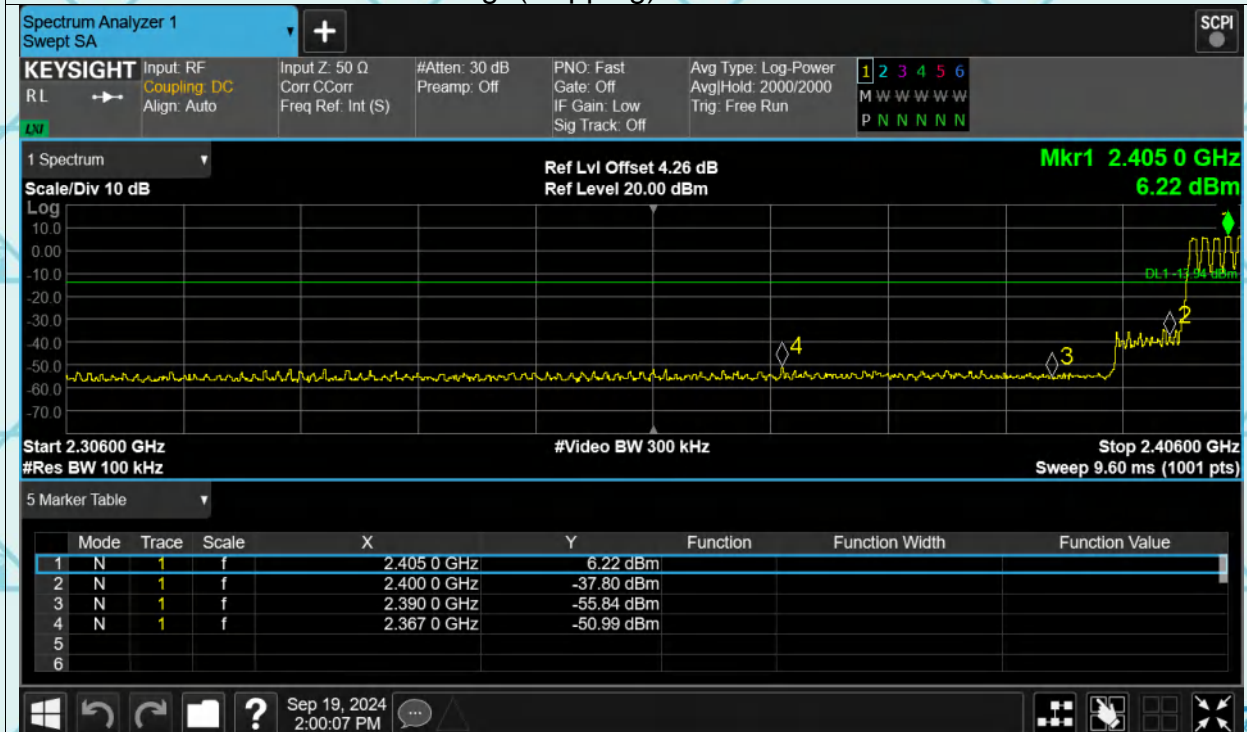 Spectrum Analyzer 1
Swept SA
+
SCPI
KEYSIGHT Input: RF Input Z: 50 Ω #Atten: 30 dB PNO: Fast Avg Type: Log-Power 1 2 3 4 5 6
RL Coupling: DC Corr CCorr Preamp: Off Gate: Off Avg|Hold: 2000/2000 M W W W W W
Align: Auto Freq Ref: Int (S) IF Gain: Low Trig: Free Run
LXI Sig Track: Off P N N N N N
1 Spectrum Ref Lvl Offset 4.26 dB Mkr1 2.405 0 GHz
Scale/Div 10 dB Ref Level 20.00 dBm 6.22 dBm
Log
10.0
0.00
-10.0 DL1 -13.94 dBm
-20.0
-30.0 2
-40.0 4
-50.0 3
-60.0
-70.0
Start 2.30600 GHz #Video BW 300 kHz Stop 2.40600 GHz
#Res BW 100 kHz Sweep 9.60 ms (1001 pts)
5 Marker Table
Mode Trace Scale X Y Function Function Width Function Value
1 N 1 f 2.405 0 GHz 6.22 dBm
2 N 1 f 2.400 0 GHz -37.80 dBm
3 N 1 f 2.390 0 GHz -55.84 dBm
4 N 1 f 2.367 0 GHz -50.99 dBm
5
6
? Sep 19, 2024
2:00:07 PM